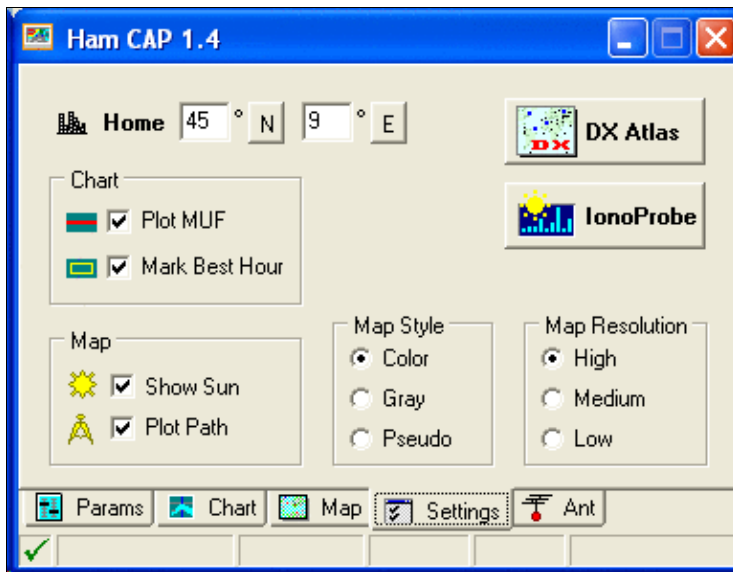 Ham CAP 1.4
Home 45 ° N 9 ° E
DX DX Atlas
IonoProbe
Chart
Plot MUF
Mark Best Hour
Map
Show Sun
Plot Path
Map Style
Color
Gray
Pseudo
Map Resolution
High
Medium
Low
Params Chart Map Settings Ant